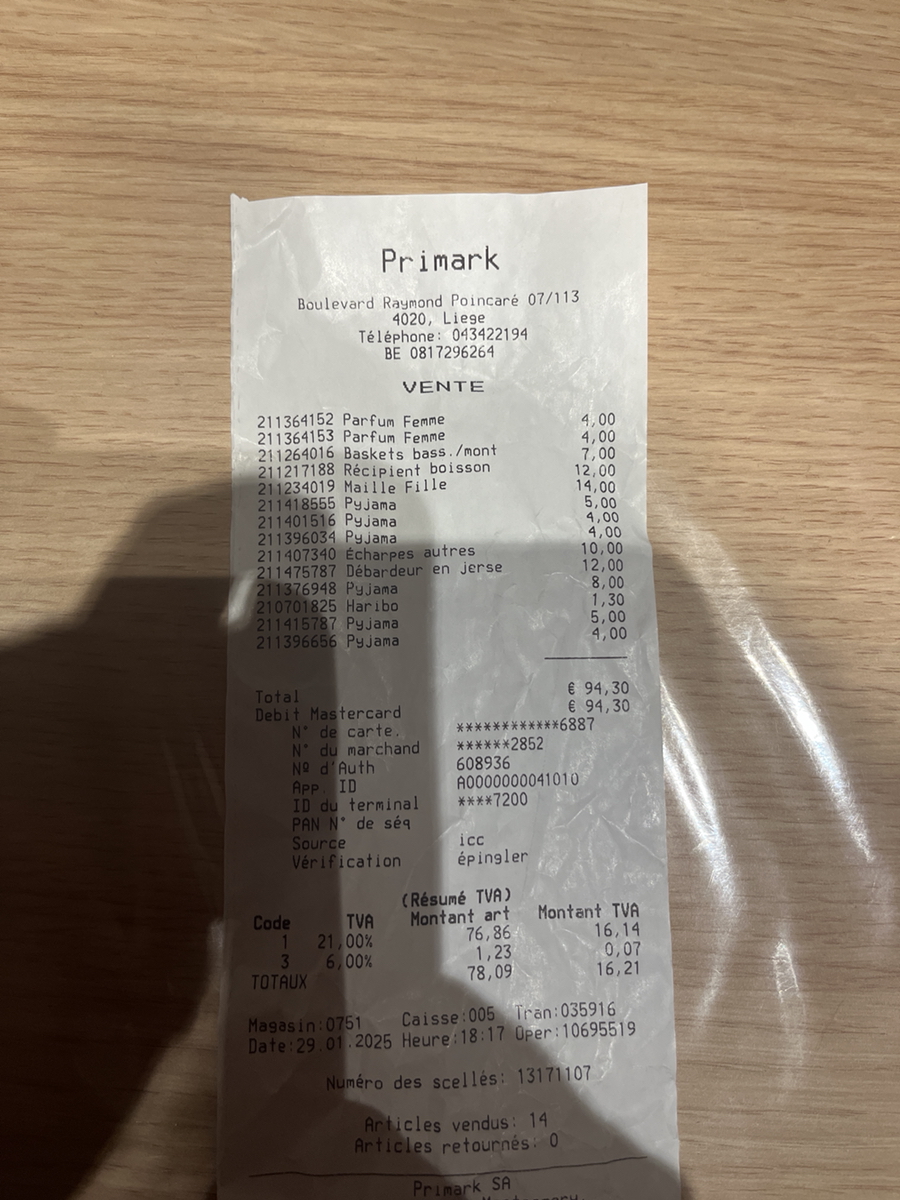 Primark
Boulevard Raymond Poincaré 07/113
4020, Liege
Téléphone: 043422194
BE 0817296264
VENTE
211364152 Parfum Femme 4,00
211364153 Parfum Femme 4,00
211264016 Baskets bass./mont 7,00
211217188 Récipient boisson 12,00
211234019 Maille Fille 14,00
211418555 Pyjama 5,00
211401516 Pyjama 4,00
211396034 Pyjama 4,00
211407340 Écharpes autres 10,00
211475787 Débardeur en jerse 12,00
211376948 Pyjama 8,00
210701825 Haribo 1,30
211415787 Pyjama 5,00
211396656 Pyjama 4,00
Total € 94,30
Debit Mastercard € 94,30
N° de carte. ************6887
N° du marchand ******2852
Nº d'Auth 608936
App. ID A0000000041010
ID du terminal ****7200
PAN N° de séq
Source icc
Vérification épingler
(Résumé TVA)
Code TVA Montant art Montant TVA
1 21,00% 76,86 16,14
3 6,00% 1,23 0,07
TOTAUX 78,09 16,21
Magasin:0751 Caisse:005 Tran:035916
Date:29.01.2025 Heure:18:17 Oper:10695519
Numéro des scellés: 13171107
Articles vendus: 14
Articles retournés: 0
Primark SA